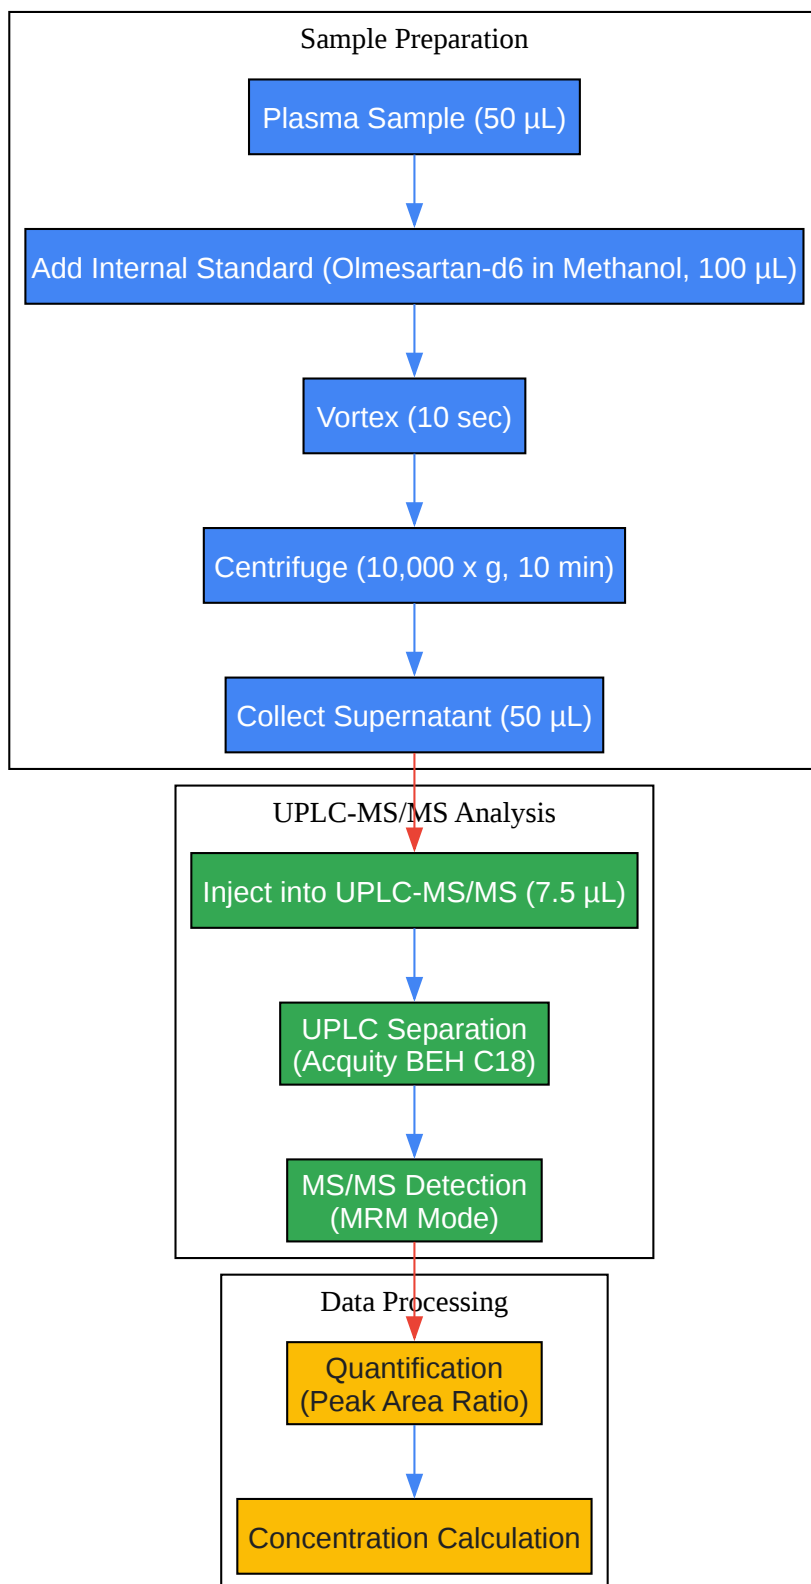 Sample Preparation
Plasma Sample (50 µL)
Add Internal Standard (Olmesartan-d6 in Methanol, 100 µL)
Vortex (10 sec)
Centrifuge (10,000 x g, 10 min)
Collect Supernatant (50 µL)
UPLC-MS/MS Analysis
Inject into UPLC-MS/MS (7.5 µL)
UPLC Separation
(Acquity BEH C18)
MS/MS Detection
(MRM Mode)
Data Processing
Quantification
(Peak Area Ratio)
Concentration Calculation